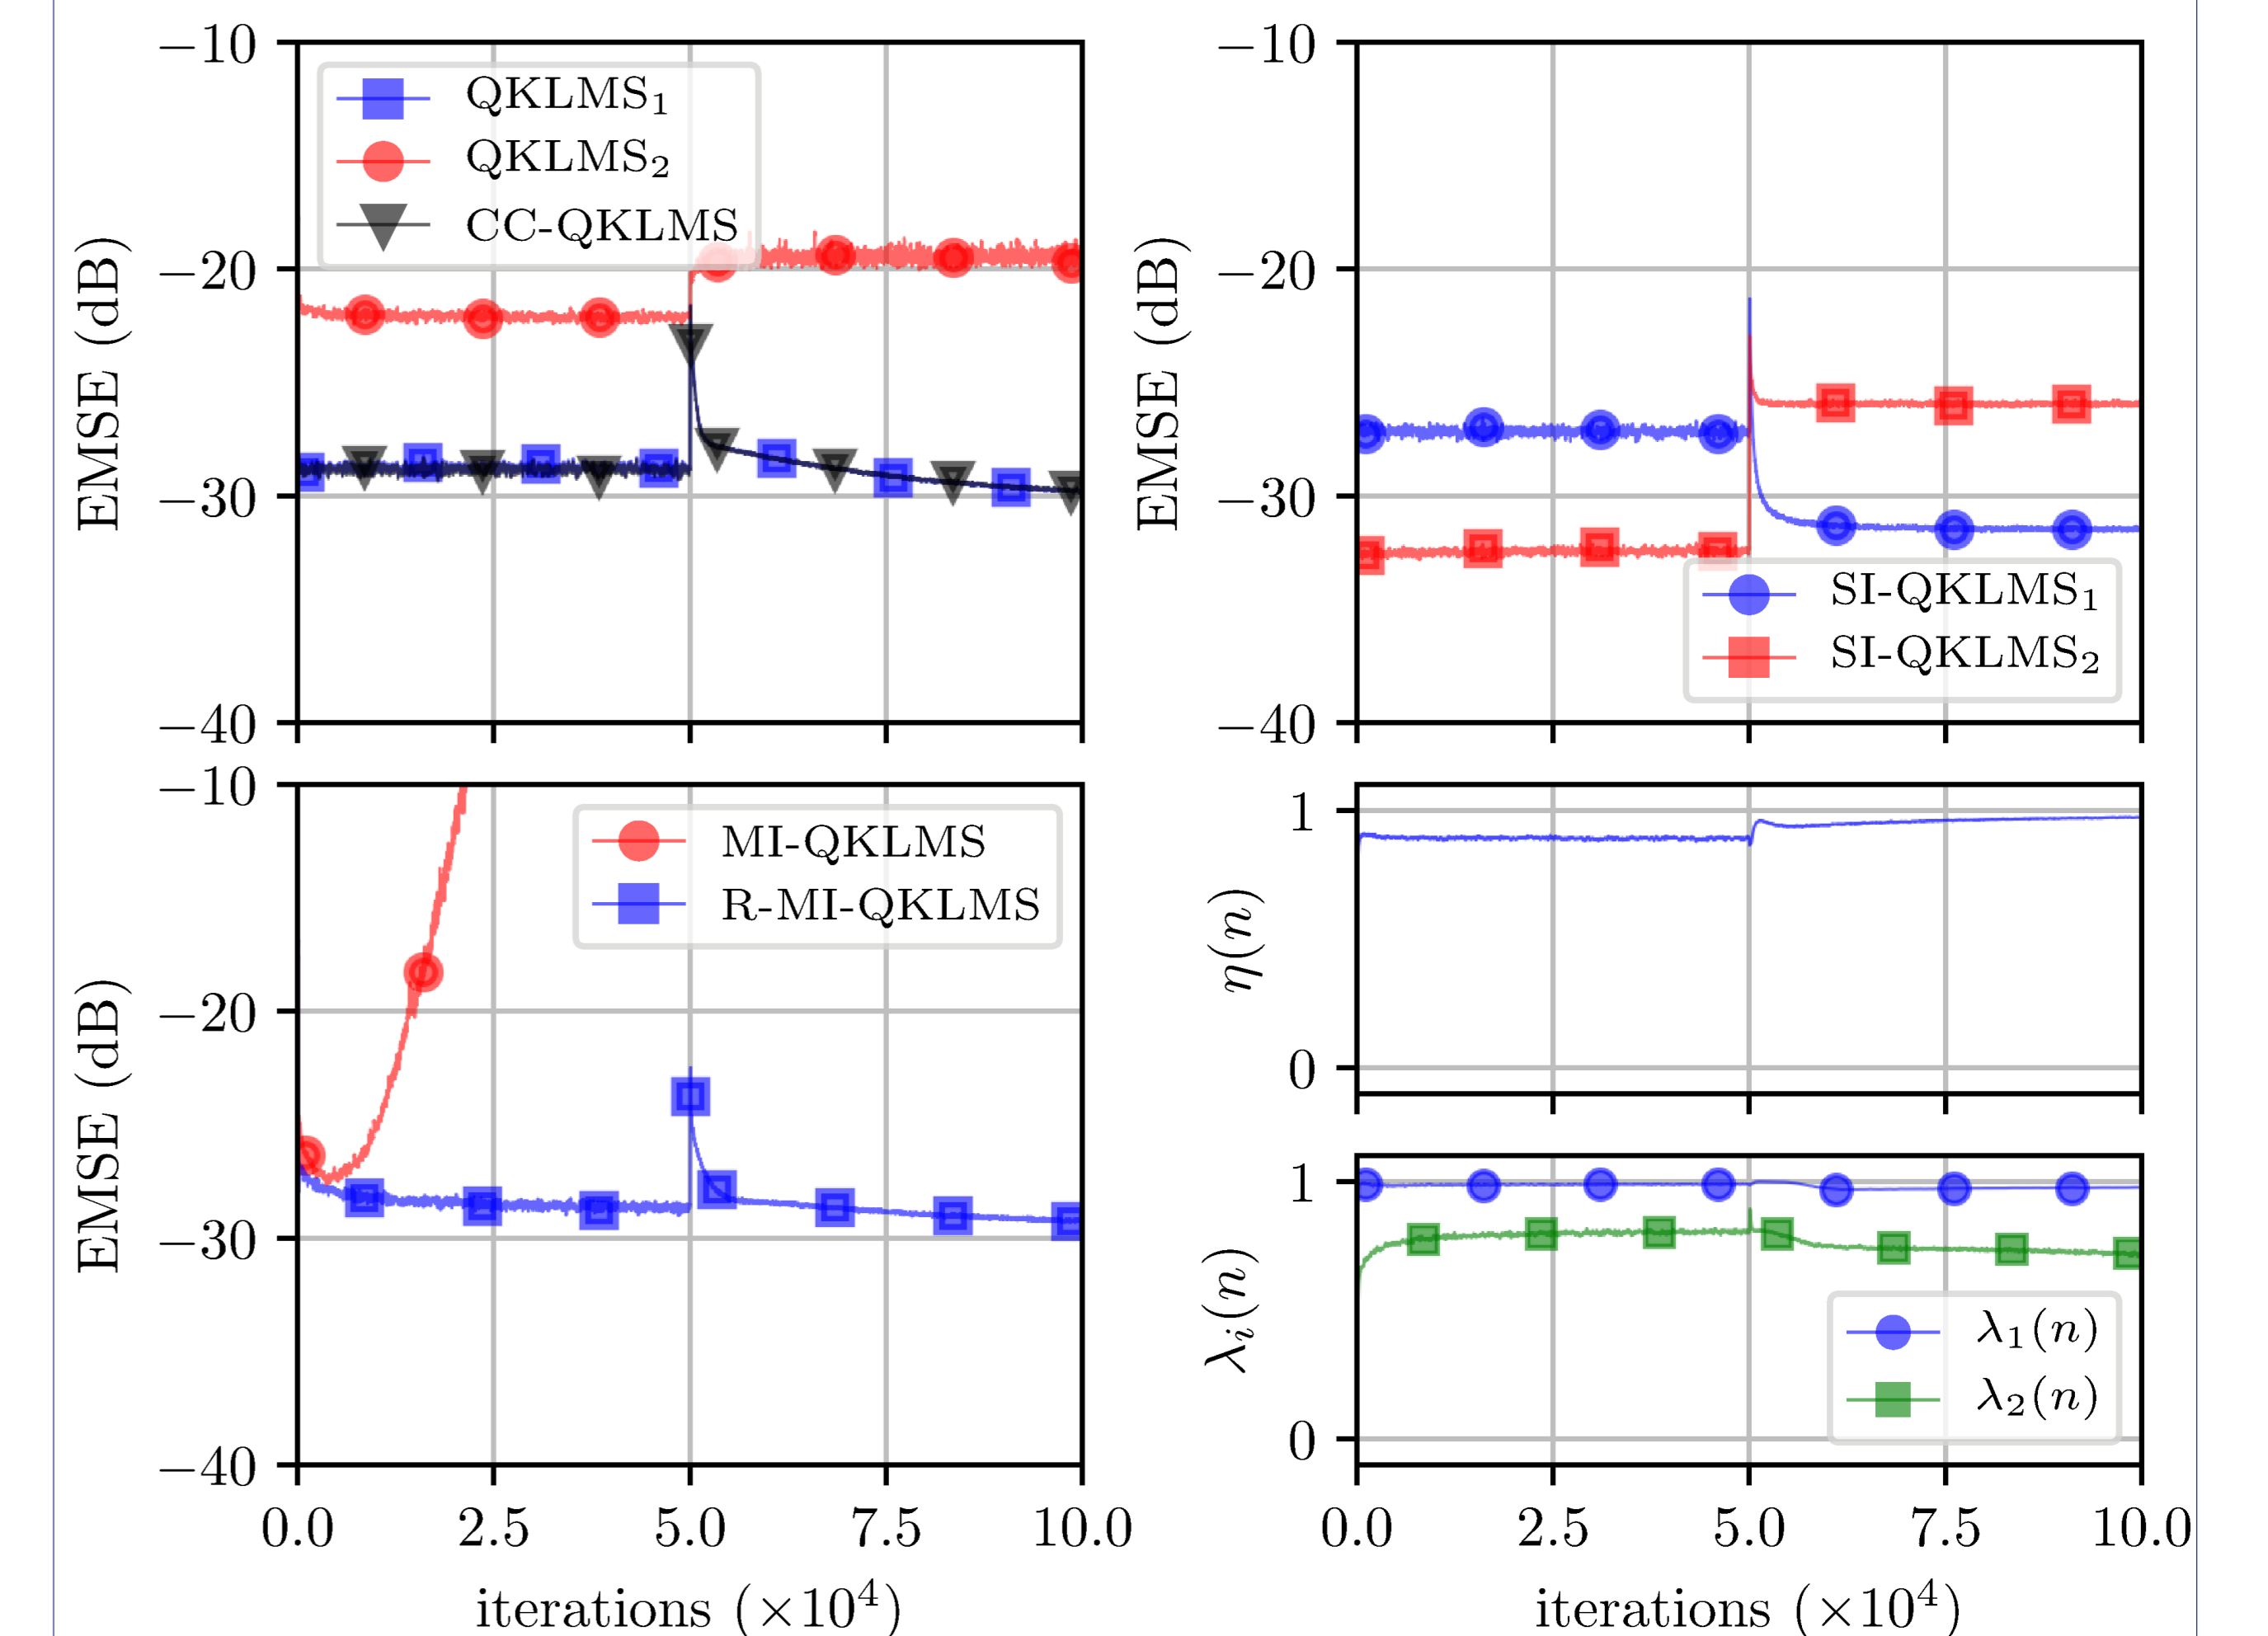 −10
−20
−30
−40
EMSE (dB)
QKLMS₁
QKLMS₂
CC-QKLMS
−10
−20
−30
−40
EMSE (dB)
SI-QKLMS₁
SI-QKLMS₂
−10
−20
−30
−40
EMSE (dB)
MI-QKLMS
R-MI-QKLMS
0.0 2.5 5.0 7.5 10.0
iterations (×10⁴)
1
0
η(n)
1
0
λᵢ(n)
λ₁(n)
λ₂(n)
0.0 2.5 5.0 7.5 10.0
iterations (×10⁴)